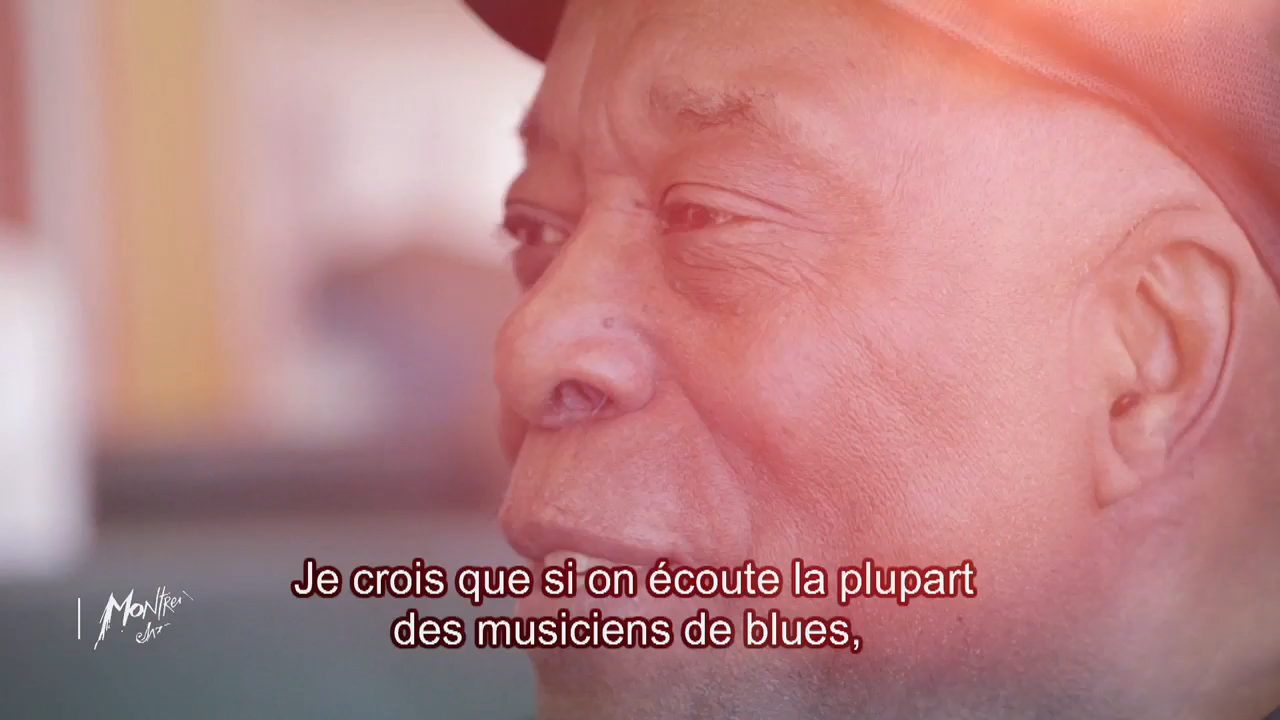 Je crois que si on écoute la plupart
des musiciens de blues,